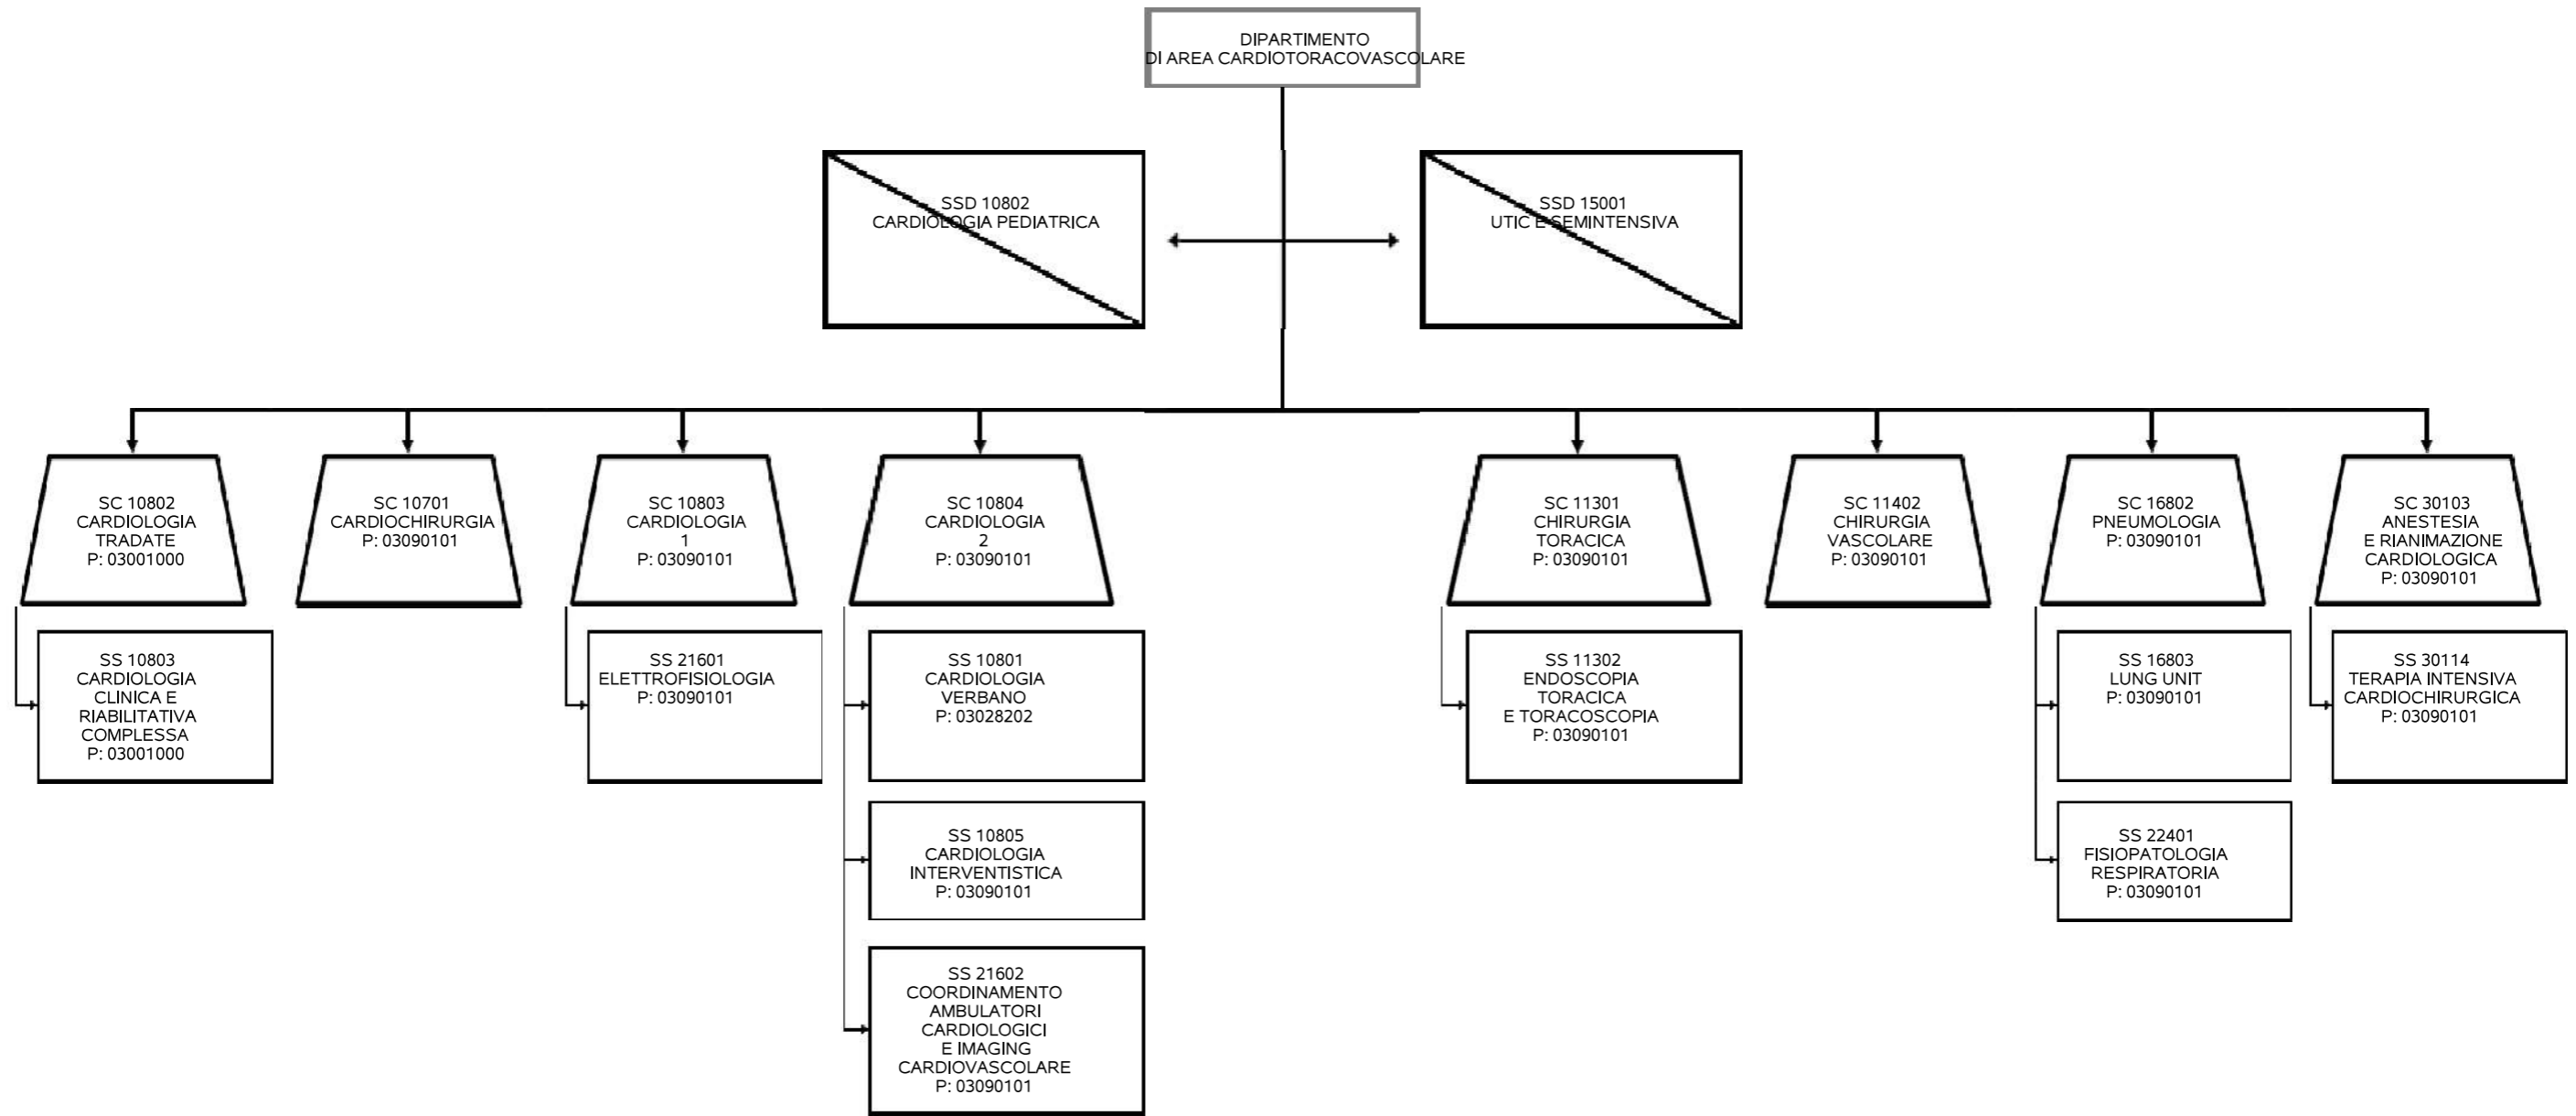 DIPARTIMENTO
DI AREA CARDIOTORACOVASCOLARE
SSD 10802
CARDIOLOGIA PEDIATRICA
SSD 15001
UTIC E SEMINTENSIVA
SC 10802
CARDIOLOGIA
TRADATE
P: 03001000
SC 10701
CARDIOCHIRURGIA
P: 03090101
SC 10803
CARDIOLOGIA
1
P: 03090101
SC 10804
CARDIOLOGIA
2
P: 03090101
SC 11301
CHIRURGIA
TORACICA
P: 03090101
SC 11402
CHIRURGIA
VASCOLARE
P: 03090101
SC 16802
PNEUMOLOGIA
P: 03090101
SC 30103
ANESTESIA
E RIANIMAZIONE
CARDIOLOGICA
P: 03090101
SS 10803
CARDIOLOGIA
CLINICA E
RIABILITATIVA
COMPLESSA
P: 03001000
SS 21601
ELETTROFISIOLOGIA
P: 03090101
SS 10801
CARDIOLOGIA
VERBANO
P: 03028202
SS 11302
ENDOSCOPIA
TORACICA
E TORACOSCOPIA
P: 03090101
SS 16803
LUNG UNIT
P: 03090101
SS 30114
TERAPIA INTENSIVA
CARDIOCHIRURGICA
P: 03090101
SS 10805
CARDIOLOGIA
INTERVENTISTICA
P: 03090101
SS 22401
FISIOPATOLOGIA
RESPIRATORIA
P: 03090101
SS 21602
COORDINAMENTO
AMBULATORI
CARDIOLOGICI
E IMAGING
CARDIOVASCOLARE
P: 03090101